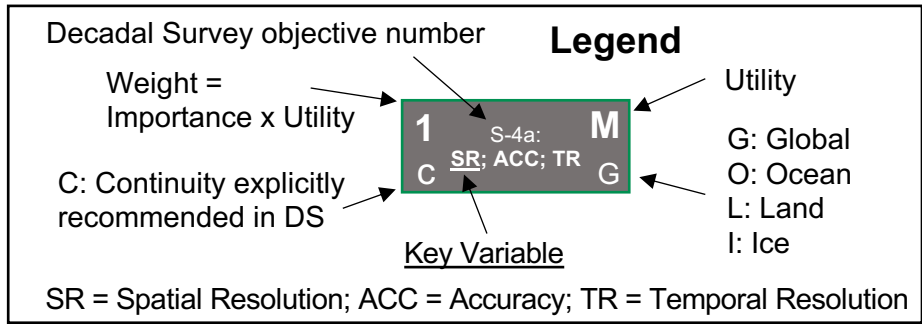 Decadal Survey objective number
Legend
Weight =
Importance x Utility
Utility
1
S-4a:
M
SR; ACC; TR
C
G
G: Global
O: Ocean
L: Land
I: Ice
C: Continuity explicitly
recommended in DS
Key Variable
SR = Spatial Resolution; ACC = Accuracy; TR = Temporal Resolution